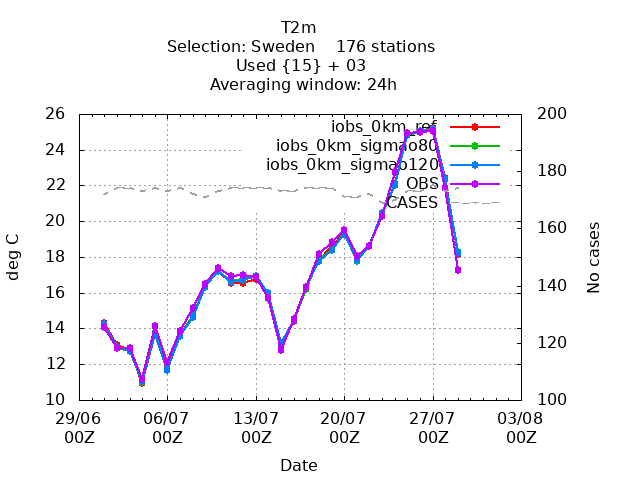 T2m
Selection: Sweden    176 stations
Used {15} + 03
Averaging window: 24h
iobs_0km_ref
iobs_0km_sigmao80
iobs_0km_sigmao120
OBS
CASES
26
24
22
20
18
16
14
12
10
200
180
160
140
120
100
deg C
No cases
29/06 06/07 13/07 20/07 27/07 03/08
00Z 00Z 00Z 00Z 00Z 00Z
Date